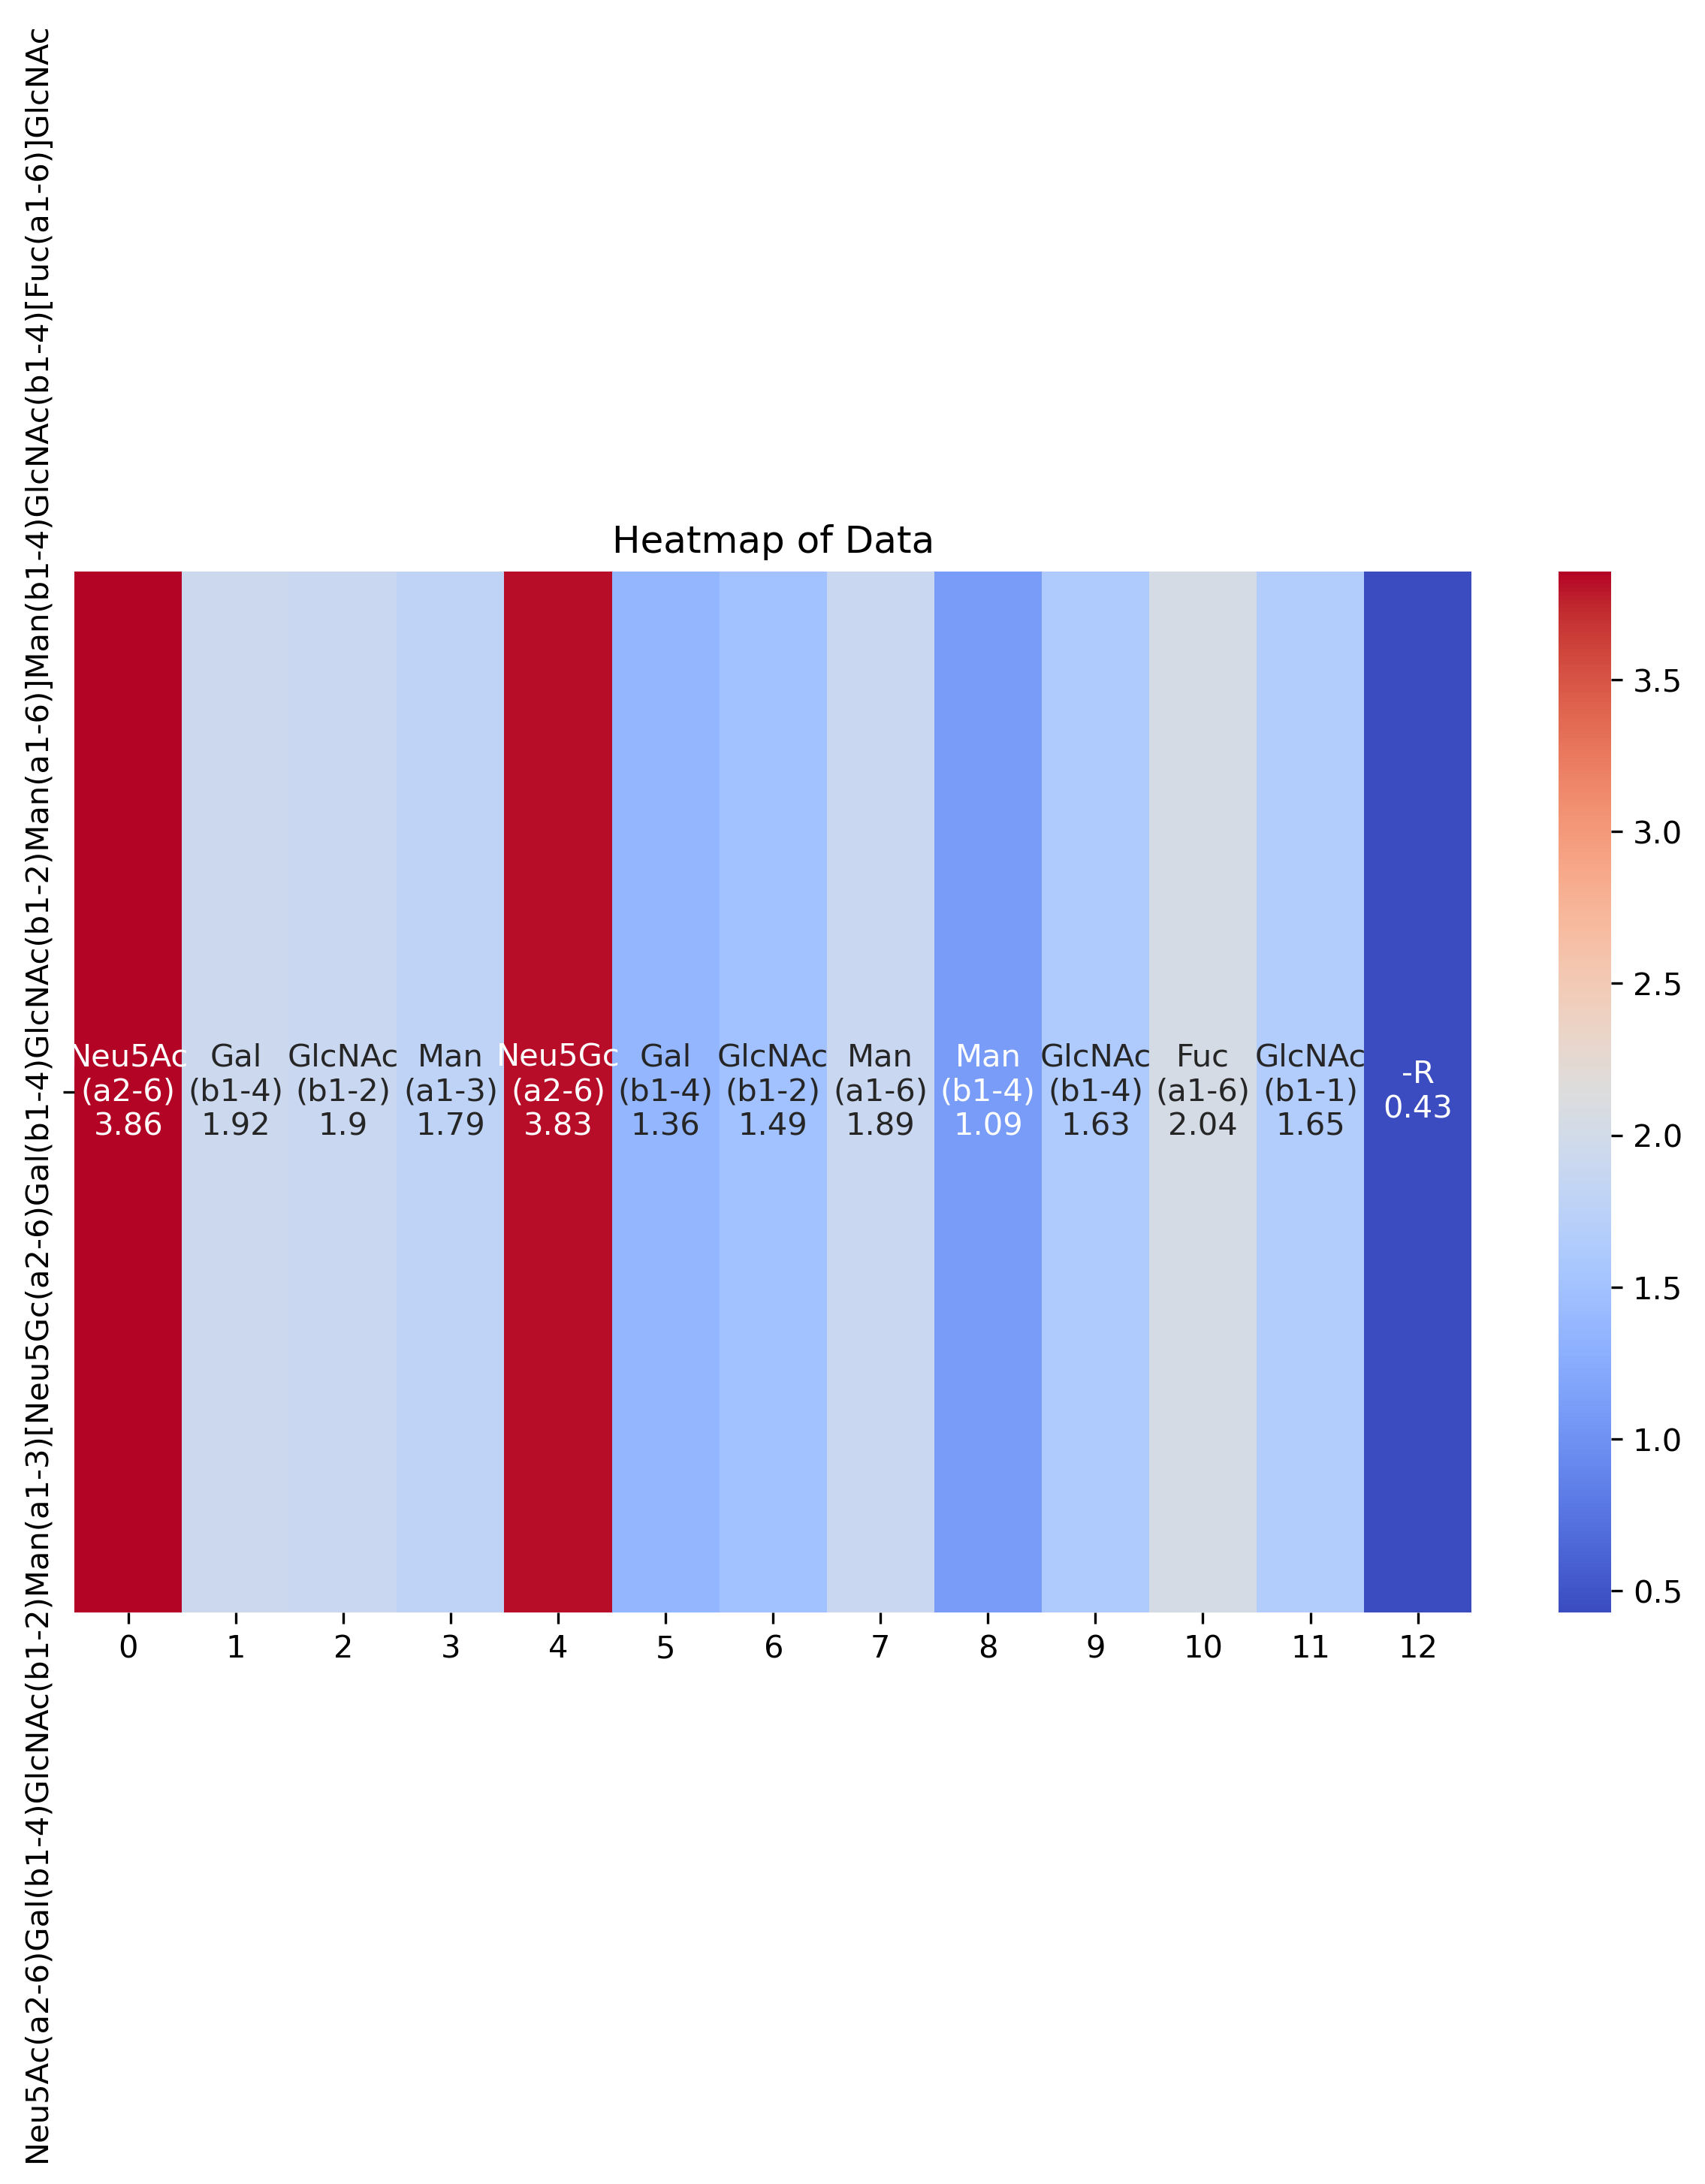 Neu5Ac(a2-6)Gal(b1-4)GlcNAc(b1-2)Man(a1-3)[Neu5Gc(a2-6)Gal(b1-4)GlcNAc(b1-2)Man(a1-6)]Man(b1-4)GlcNAc(b1-4)[Fuc(a1-6)]GlcNAc
Heatmap of Data
Neu5Ac
(a2-6)
3.86
Gal
(b1-4)
1.92
GlcNAc
(b1-2)
1.9
Man
(a1-3)
1.79
Neu5Gc
(a2-6)
3.83
Gal
(b1-4)
1.36
GlcNAc
(b1-2)
1.49
Man
(a1-6)
1.89
Man
(b1-4)
1.09
GlcNAc
(b1-4)
1.63
Fuc
(a1-6)
2.04
GlcNAc
(b1-1)
1.65
-R
0.43
0 1 2 3 4 5 6 7 8 9 10 11 12
3.5
3.0
2.5
2.0
1.5
1.0
0.5